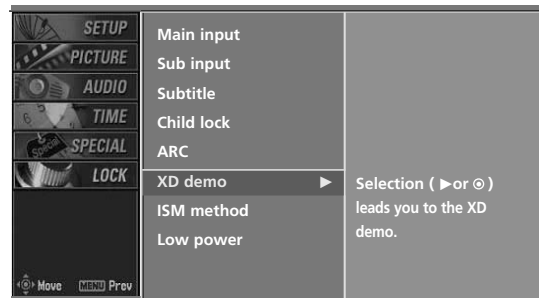 SETUP
PICTURE
AUDIO
TIME
SPECIAL
LOCK
Move MENU Prev
Main input
Sub input
Subtitle
Child lock
ARC
XD demo ▶
ISM method
Low power
Selection ( ▶or ⊙ )
leads you to the XD
demo.